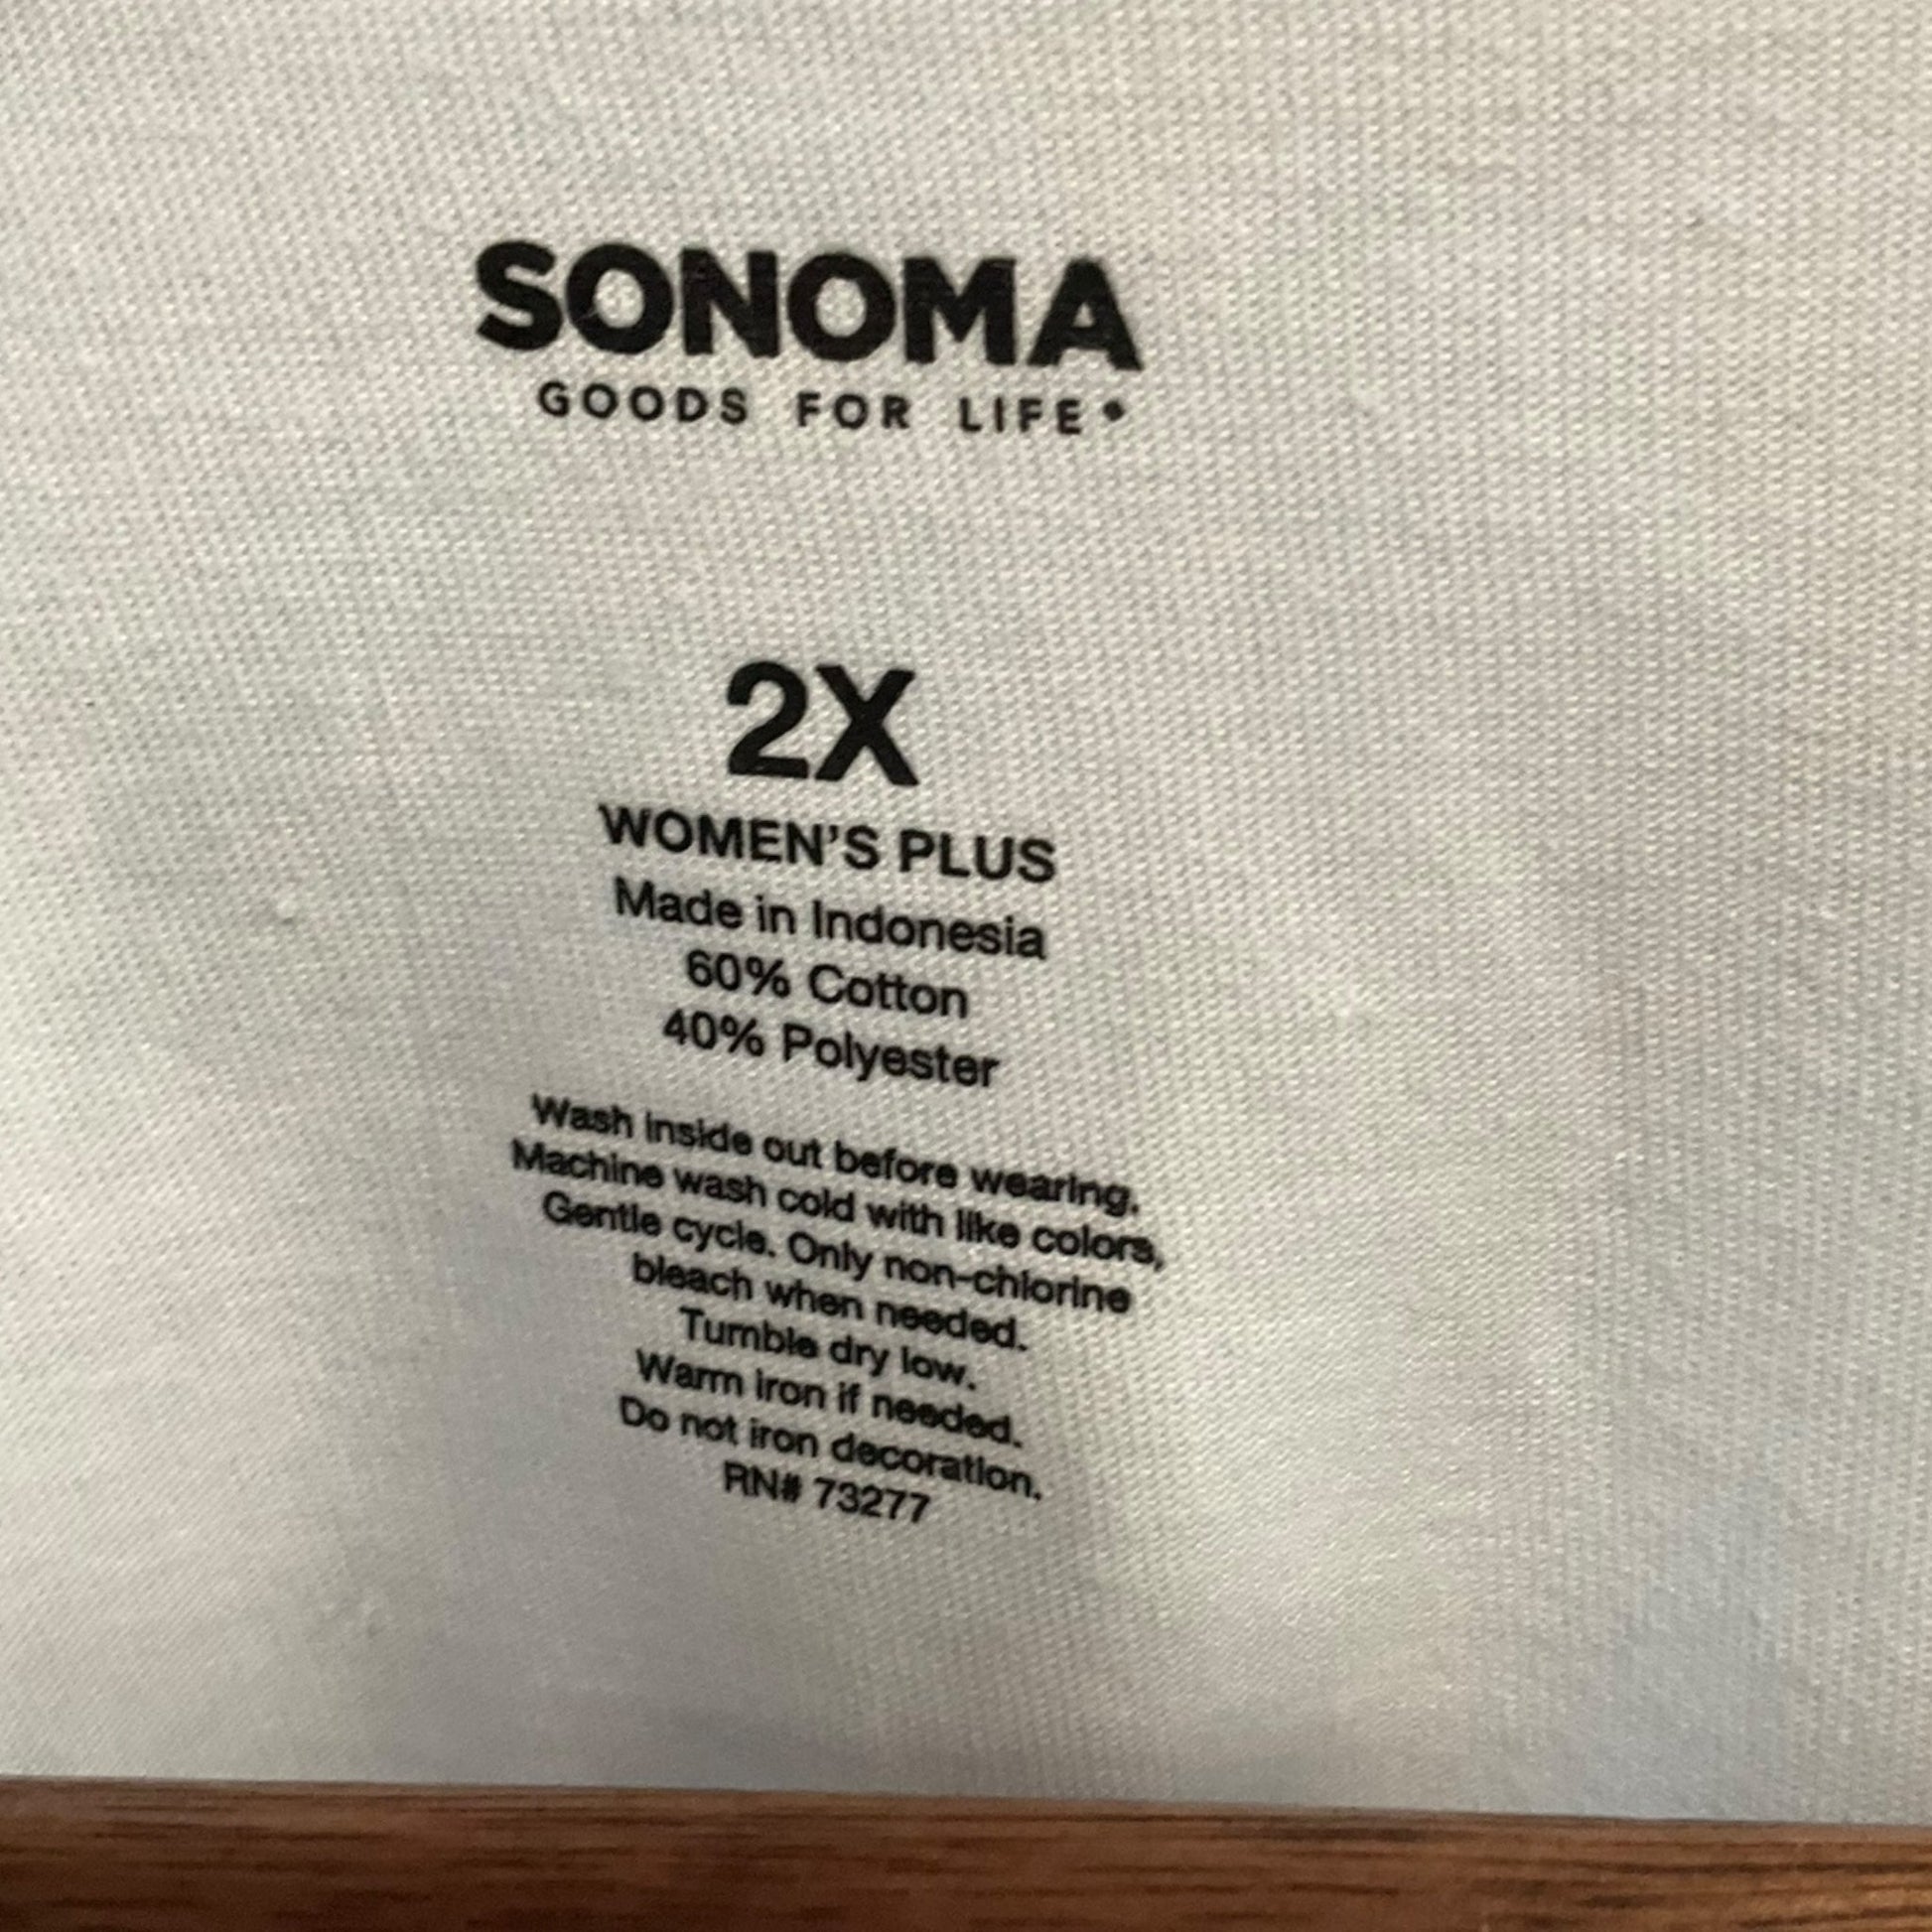 SONOMA
GOODS FOR LIFE
2X
WOMEN'S PLUS
Made in Indonesia
60% Cotton
40% Polyester
Wash inside out before wearing.
Machine wash cold with like colors,
Gentle cycle. Only non-chlorine
bleach when needed.
Tumble dry low.
Warm iron if needed.
Do not iron decoration.
RN# 73277